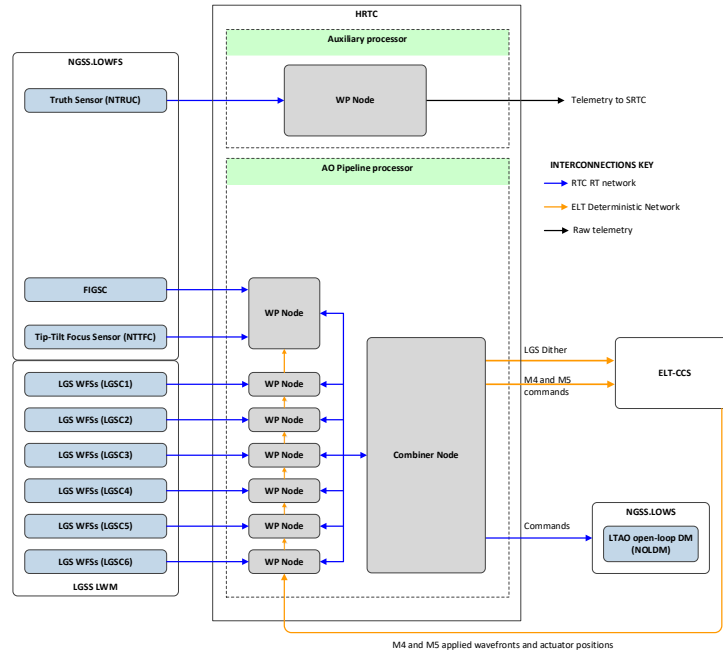 HRTC
Auxiliary processor
NGSS.LOWFS
Truth Sensor (NTRUC)
WP Node
Telemetry to SRTC
AO Pipeline processor
INTERCONNECTIONS KEY
RTC RT network
ELT Deterministic Network
Raw telemetry
FIGSC
WP Node
Tip-Tilt Focus Sensor (NTTFC)
LGS Dither
ELT-CCS
LGS WFSs (LGSC1)
WP Node
M4 and M5
commands
LGS WFSs (LGSC2)
WP Node
LGS WFSs (LGSC3)
WP Node
Combiner Node
LGS WFSs (LGSC4)
WP Node
LGS WFSs (LGSC5)
WP Node
Commands
NGSS.LOWS
LTAO open-loop DM
(NOLDM)
LGS WFSs (LGSC6)
WP Node
LGSS LWM
M4 and M5 applied wavefronts and actuator positions